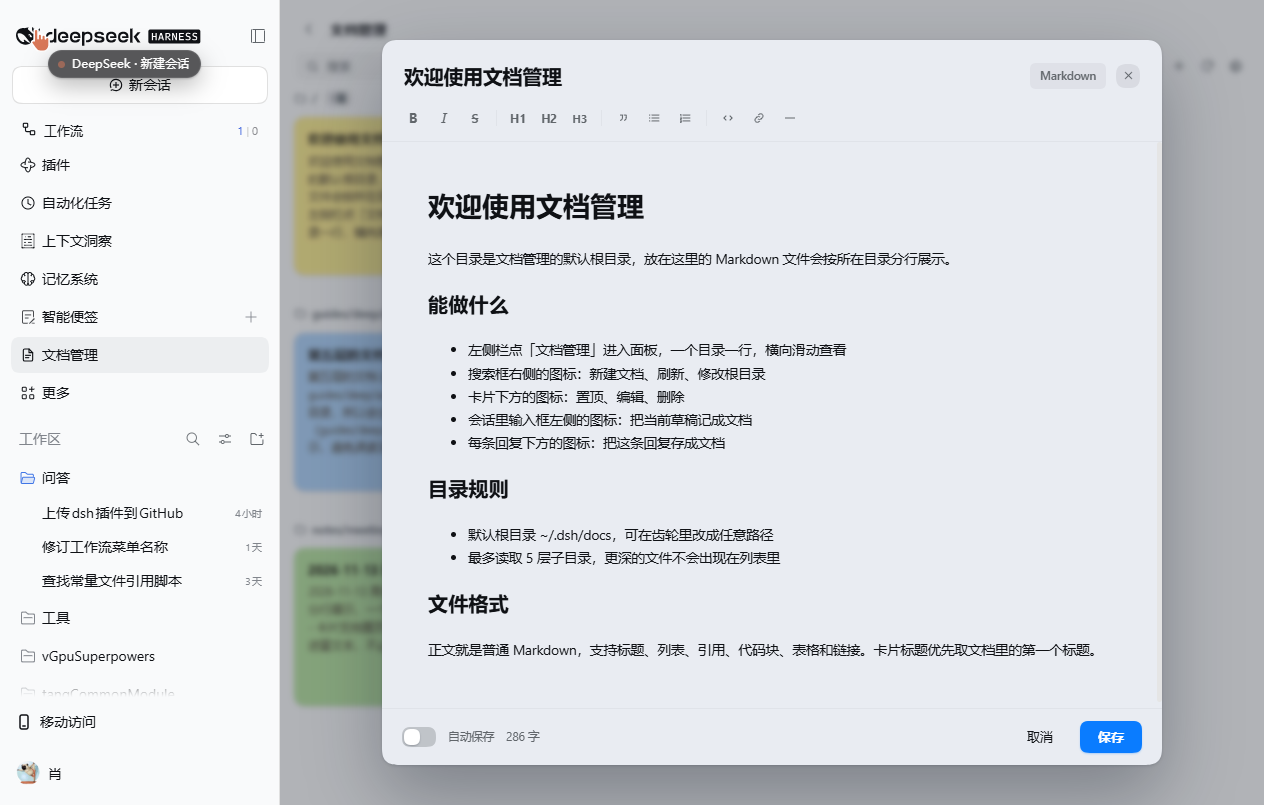 deepseek HARNESS
DeepSeek · 新建会话
新会话
工作流 1 | 0
插件
自动化任务
上下文洞察
记忆系统
智能便签
文档管理
更多
工作区
问答
上传 dsh 插件到 GitHub 4小时
修订工作流菜单名称 1天
查找常量文件引用脚本 3天
工具
vGpuSuperpowers
tangCommonModule
移动访问
肖
文档管理
欢迎使用文档管理 Markdown
B I S H1 H2 H3
欢迎使用文档管理
这个目录是文档管理的默认根目录，放在这里的 Markdown 文件会按所在目录分行展示。
能做什么
左侧栏点「文档管理」进入面板，一个目录一行，横向滑动查看
搜索框右侧的图标：新建文档、刷新、修改根目录
卡片下方的图标：置顶、编辑、删除
会话里输入框左侧的图标：把当前草稿记成文档
每条回复下方的图标：把这条回复存成文档
目录规则
默认根目录 ~/.dsh/docs，可在齿轮里改成任意路径
最多读取 5 层子目录，更深的文件不会出现在列表里
文件格式
正文就是普通 Markdown，支持标题、列表、引用、代码块、表格和链接。卡片标题优先取文档里的第一个标题。
自动保存 286 字
取消
保存